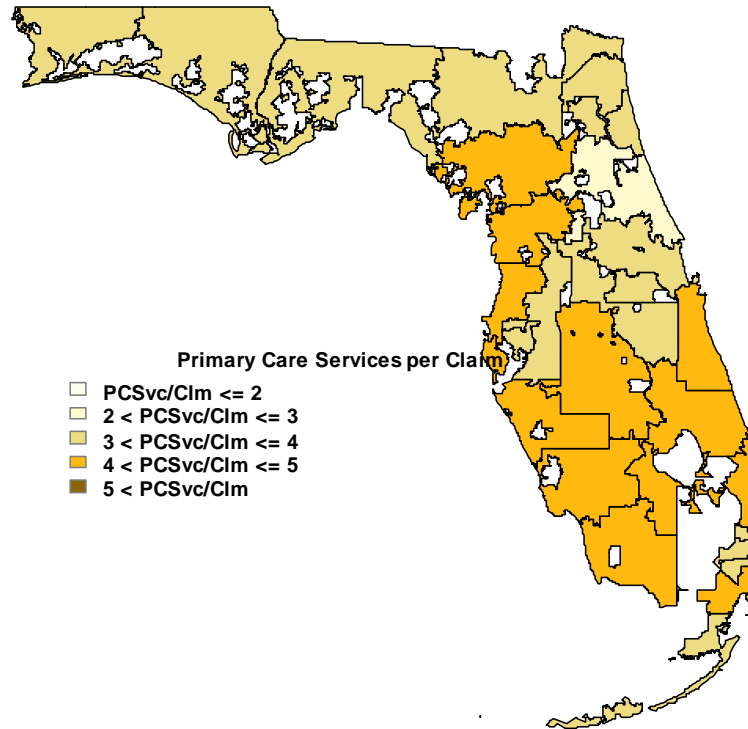 Primary Care Services per Claim
PCSvc/Clm <= 2
2 < PCSvc/Clm <= 3
3 < PCSvc/Clm <= 4
4 < PCSvc/Clm <= 5
5 < PCSvc/Clm